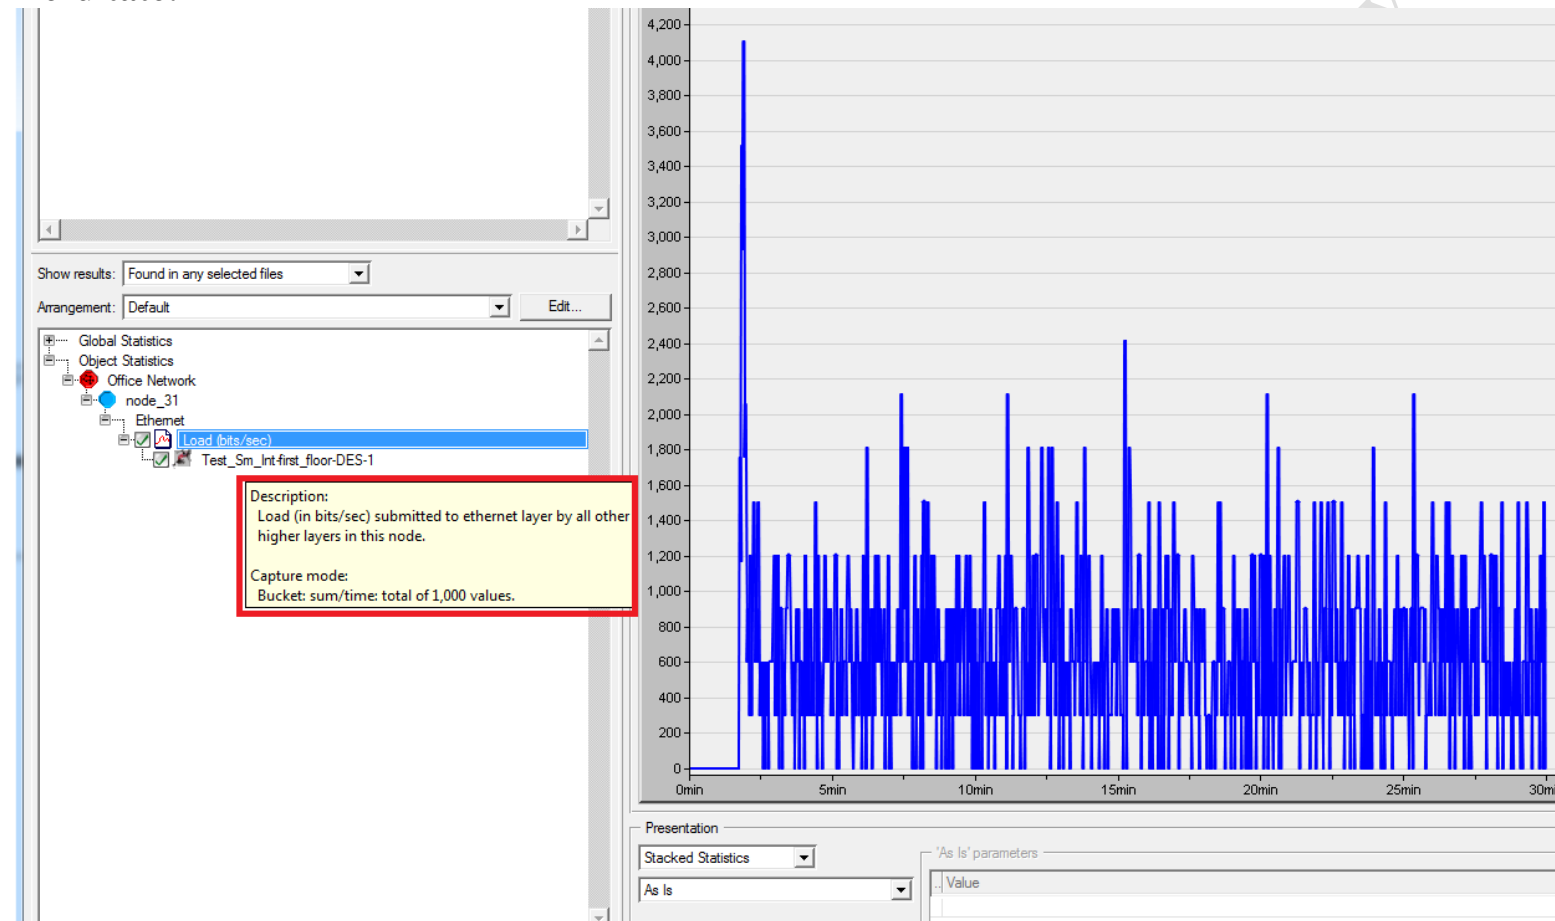 Show results: Found in any selected files
Arrangement: Default Edit...
Global Statistics
Object Statistics
Office Network
node_31
Ethernet
Load (bits/sec)
Test_Sm_Int-first_floor-DES-1
Description:
Load (in bits/sec) submitted to ethernet layer by all other
higher layers in this node.
Capture mode:
Bucket: sum/time: total of 1,000 values.
4,200
4,000
3,800
3,600
3,400
3,200
3,000
2,800
2,600
2,400
2,200
2,000
1,800
1,600
1,400
1,200
1,000
800
600
400
200
0
0min 5min 10min 15min 20min 25min 30m
Presentation
Stacked Statistics
As Is
'As Is' parameters
.. Value